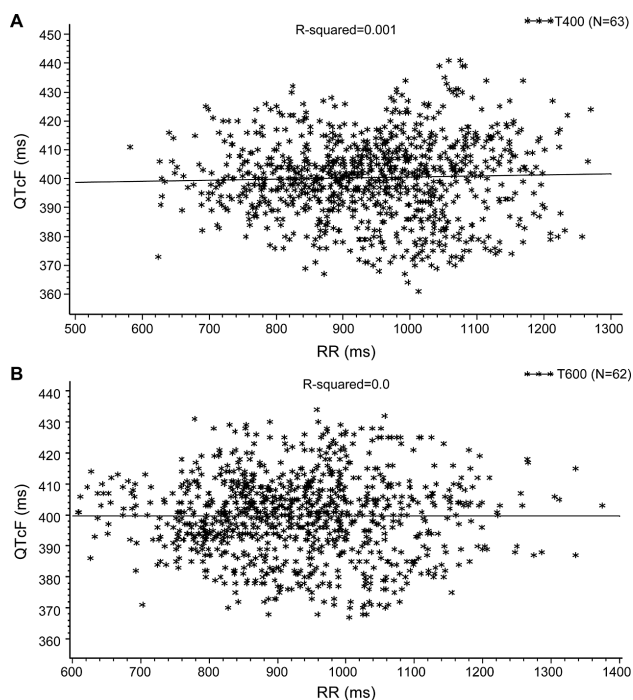 A
R-squared=0.001
T400 (N=63)
QTcF (ms)
450
440
430
420
410
400
390
380
370
360
500 600 700 800 900 1000 1100 1200 1300
RR (ms)
B
R-squared=0.0
T600 (N=62)
QTcF (ms)
440
430
420
410
400
390
380
370
360
600 700 800 900 1000 1100 1200 1300 1400
RR (ms)